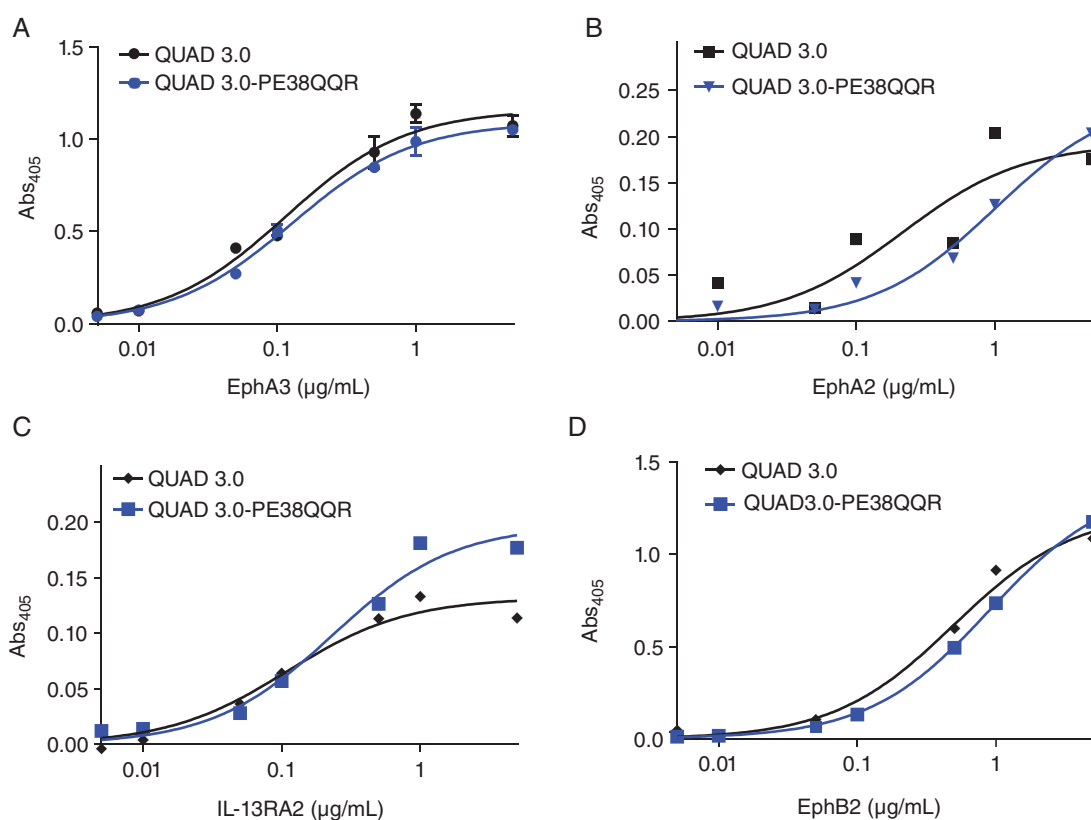 A
1.5
QUAD 3.0
QUAD 3.0-PE38QQR
1.0
Abs405
0.5
0.0
0.01
0.1
1
EphA3 (µg/mL)
B
QUAD 3.0
QUAD 3.0-PE38QQR
0.25
0.20
Abs405
0.15
0.10
0.05
0.00
0.01
0.1
1
EphA2 (µg/mL)
C
QUAD 3.0
QUAD 3.0-PE38QQR
0.20
0.15
Abs405
0.10
0.05
0.00
0.01
0.1
1
IL-13RA2 (µg/mL)
D
1.5
QUAD 3.0
QUAD3.0-PE38QQR
1.0
Abs405
0.5
0.0
0.01
0.1
1
EphB2 (µg/mL)